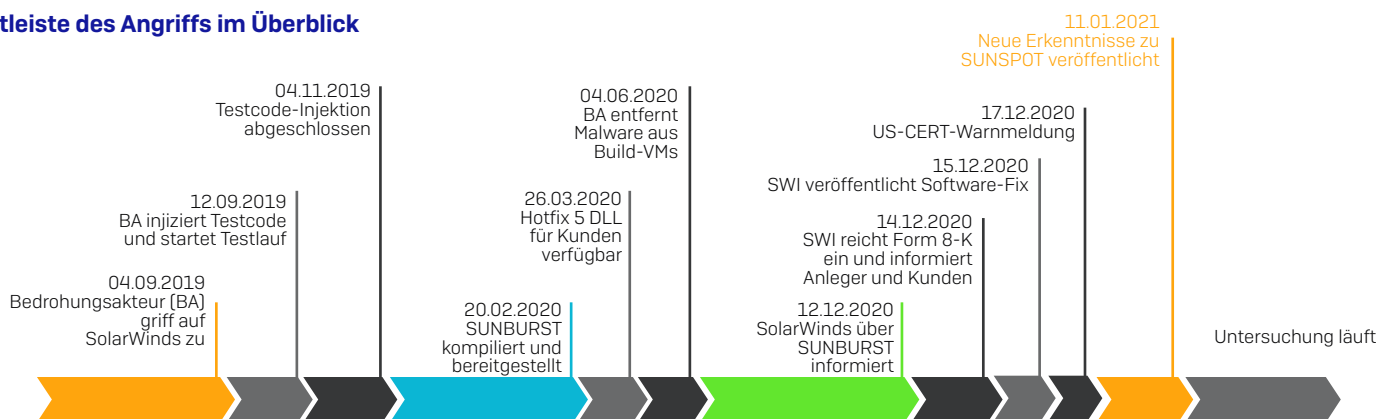 tleiste des Angriffs im Überblick
04.09.2019
Bedrohungsakteur (BA)
griff auf
SolarWinds zu
12.09.2019
BA injiziert Testcode
und startet Testlauf
04.11.2019
Testcode-Injektion
abgeschlossen
20.02.2020
SUNBURST
kompiliert und
bereitgestellt
26.03.2020
Hotfix 5 DLL
für Kunden
verfügbar
04.06.2020
BA entfernt
Malware aus
Build-VMs
12.12.2020
SolarWinds über
SUNBURST
informiert
14.12.2020
SWI reicht Form 8-K
ein und informiert
Anleger und Kunden
15.12.2020
SWI veröffentlicht Software-Fix
17.12.2020
US-CERT-Warnmeldung
11.01.2021
Neue Erkenntnisse zu
SUNSPOT veröffentlicht
Untersuchung läuft